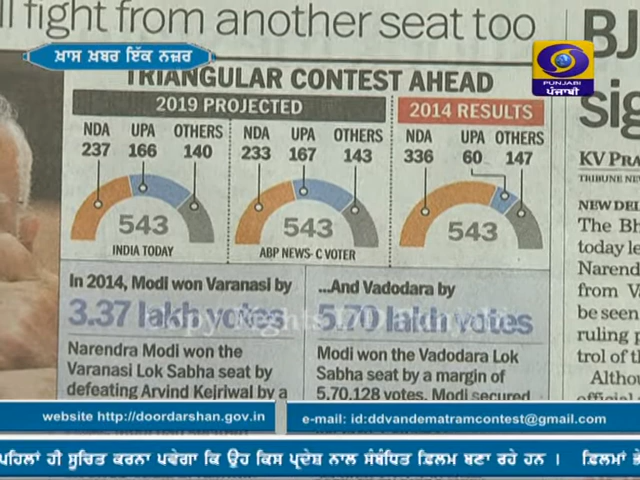 ll fight from another seat too
ਖ਼ਾਸ ਖ਼ਬਰ ਇੱਕ ਨਜ਼ਰ
PUNJABI
ਪੰਜਾਬੀ
TRIANGULAR CONTEST AHEAD
2019 PROJECTED
2014 RESULTS
NDA UPA OTHERS
237 166 140
543
INDIA TODAY
NDA UPA OTHERS
233 167 143
543
ABP NEWS- C VOTER
NDA UPA OTHERS
336 60 147
543
In 2014, Modi won Varanasi by
3.37 lakh votes
Narendra Modi won the
Varanasi Lok Sabha seat by
defeating Arvind Kejriwal by a
...And Vadodara by
5.70 lakh votes
Modi won the Vadodara Lok
Sabha seat by a margin of
5,70,128 votes. Modi secured
BJ
sig
KV PRA
TRIBUNE NEW
NEW DEL
The Bh
today le
Narend
from Va
be seen
ruling p
trol of th
Althou
website http://doordarshan.gov.in
e-mail: id:ddvandematramcontest@gmail.com
ਪਹਿਲਾਂ ਹੀ ਸੂਚਿਤ ਕਰਨਾ ਪਵੇਗਾ ਕਿ ਉਹ ਕਿਸ ਪ੍ਰਦੇਸ਼ ਨਾਲ ਸੰਬੰਧਿਤ ਫ਼ਿਲਮ ਬਣਾ ਰਹੇ ਹਨ । ਫ਼ਿਲਮਾਂ ਭੇ